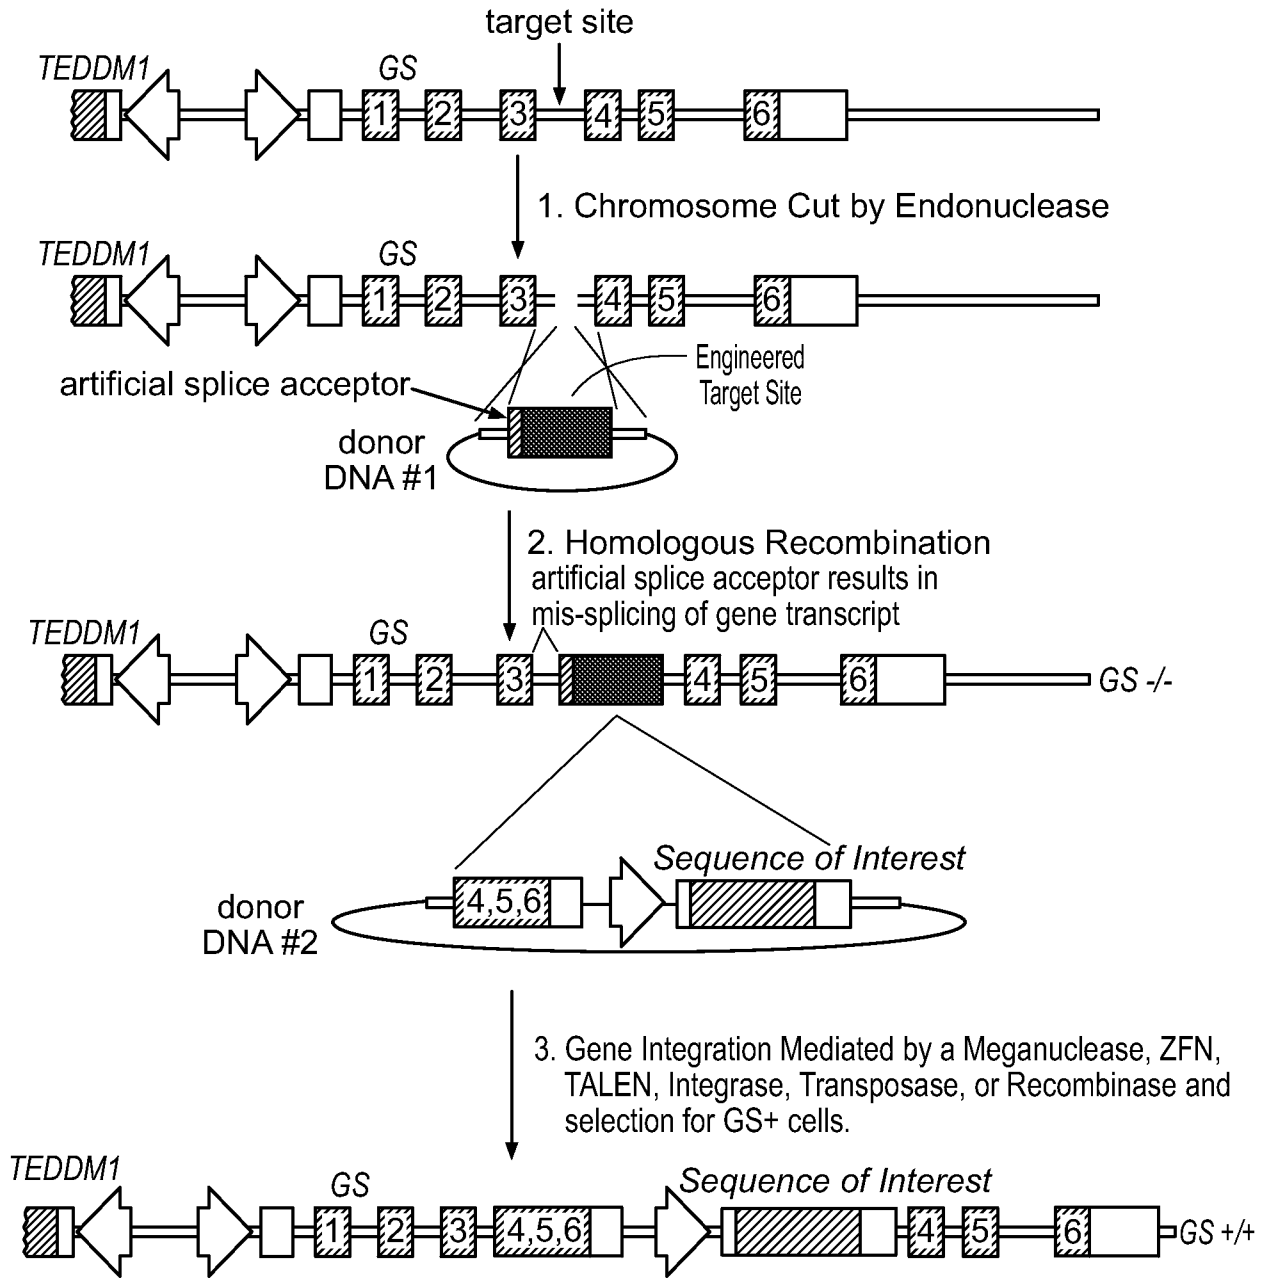 target site
TEDDM1 GS
1 2 3 4 5 6
1. Chromosome Cut by Endonuclease
TEDDM1 GS
1 2 3 4 5 6
Engineered
Target Site
artificial splice acceptor
donor
DNA #1
2. Homologous Recombination
artificial splice acceptor results in
mis-splicing of gene transcript
TEDDM1 GS
1 2 3 4 5 6 GS -/-
Sequence of Interest
4,5,6
donor
DNA #2
3. Gene Integration Mediated by a Meganuclease, ZFN,
TALEN, Integrase, Transposase, or Recombinase and
selection for GS+ cells.
TEDDM1 GS Sequence of Interest
1 2 3 4,5,6 4 5 6 GS +/+